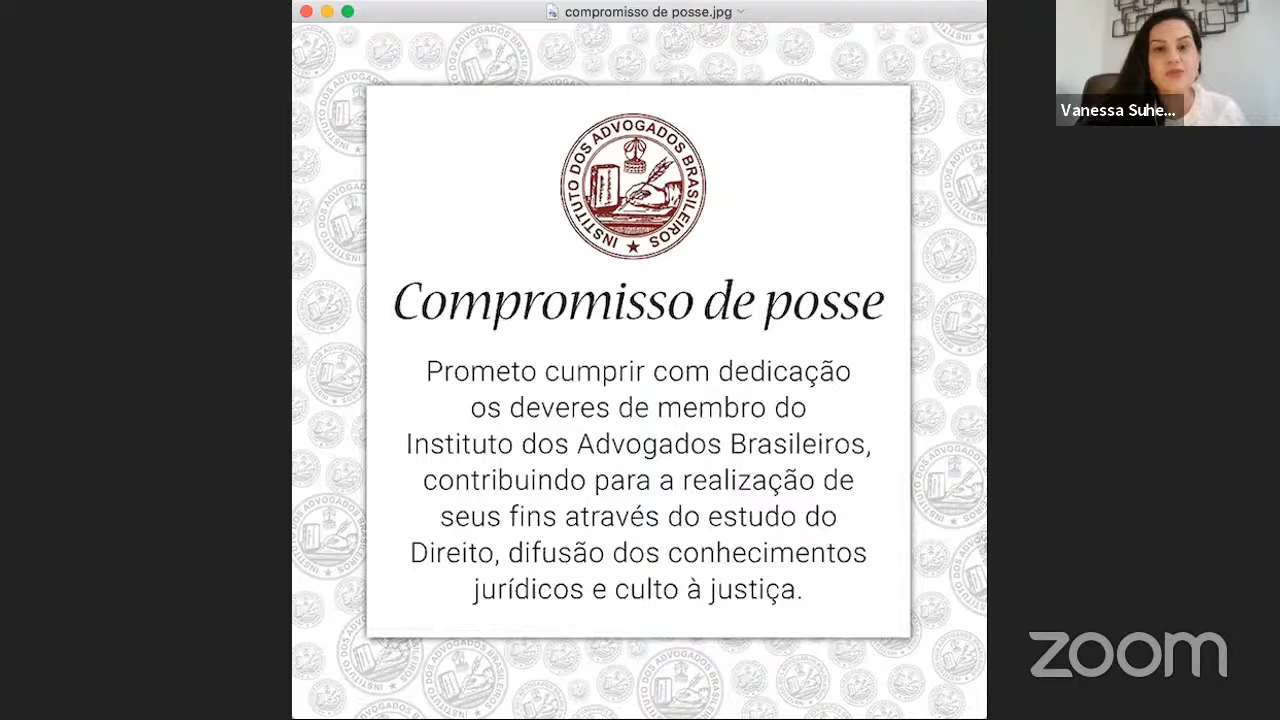 compromisso de posse.jpg
Vanessa Suhe...
INSTITUTO DOS ADVOGADOS BRASILEIROS
Compromisso de posse
Prometo cumprir com dedicação
os deveres de membro do
Instituto dos Advogados Brasileiros,
contribuindo para a realização de
seus fins através do estudo do
Direito, difusão dos conhecimentos
jurídicos e culto à justiça.
zoom